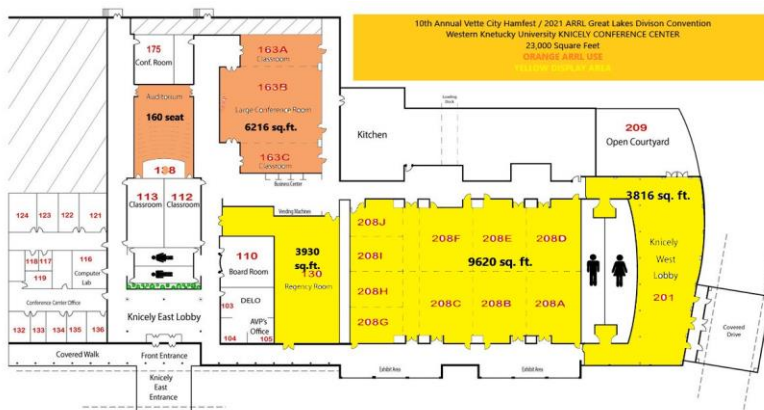 10th Annual Vette City Hamfest / 2021 ARRL Great Lakes Divison Convention
Western Knetucky University KNICELY CONFERENCE CENTER
23,000 Square Feet
ORANGE ARRL USE
YELLOW DISPLAY AREA
175
Conf. Room
163A
Classroom
Auditorium
160 seat
163B
Large Conference Room
6216 sq.ft.
Loading Dock
Kitchen
209
Open Courtyard
138
163C
Classroom
Business Center
113
Classroom
112
Classroom
3816 sq. ft.
124
123
122
121
Vending Machines
208J
208F
208E
208D
118
117
116
119
Computer
Lab
110
Board Room
3930
sq.ft.
130
Regency Room
208I
9620 sq. ft.
Knicely
West
Lobby
201
Conference Center Office
103
DELO
208H
208C
208B
208A
132
133
134
135
136
Knicely East Lobby
AVP's
Office
104
105
208G
Covered
Drive
Covered Walk
Front Entrance
Exhibit Area
Exhibit Area
Knicely
East
Entrance